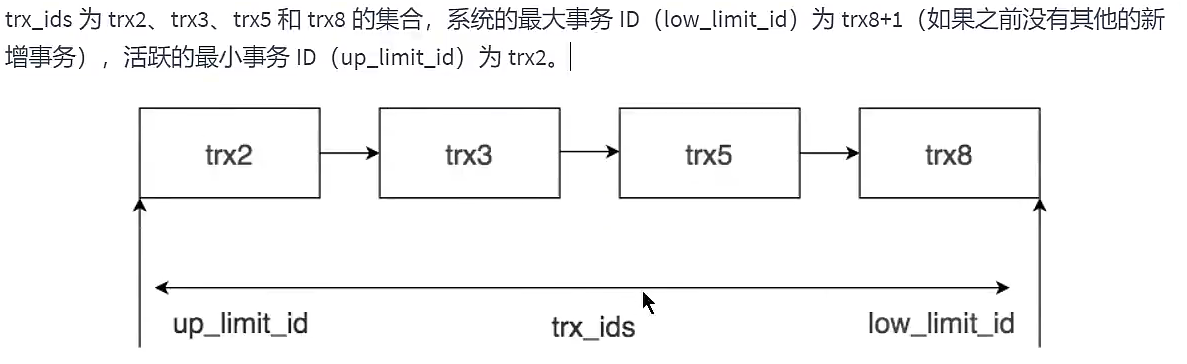 trx_ids 为 trx2、trx3、trx5 和 trx8 的集合，系统的最大事务 ID（low_limit_id）为 trx8+1（如果之前没有其他的新
增事务），活跃的最小事务 ID（up_limit_id）为 trx2。
trx2 trx3 trx5 trx8
up_limit_id trx_ids low_limit_id